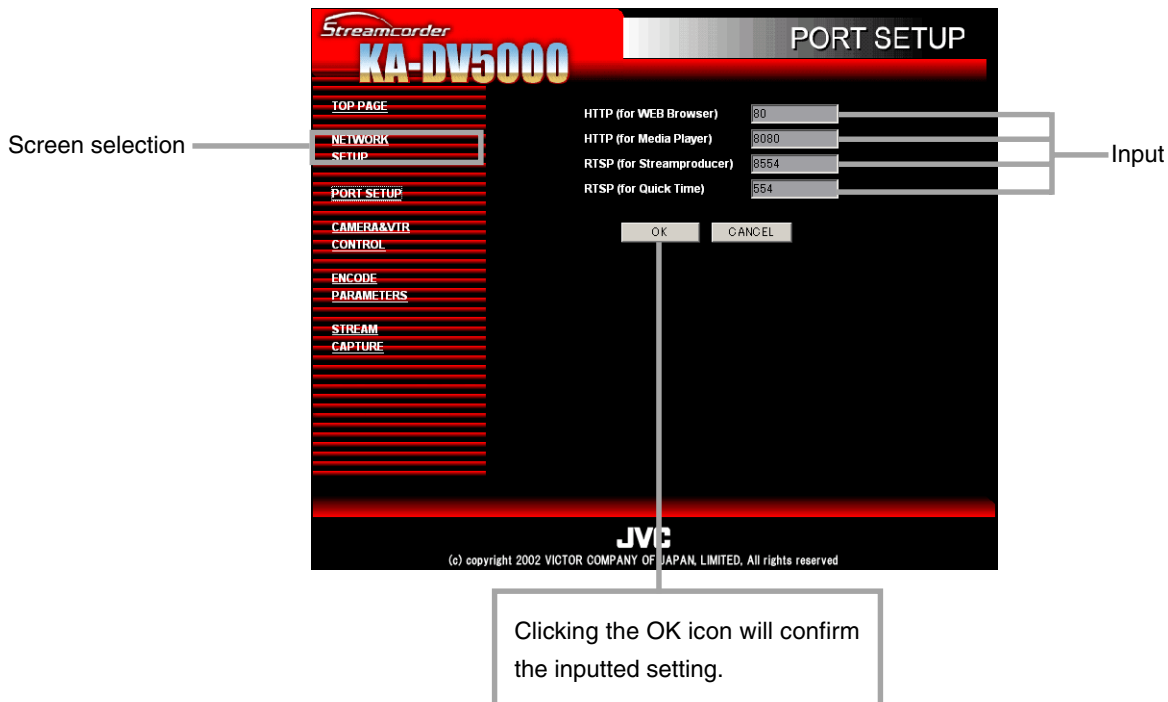 Streamcorder
KA-DV5000
PORT SETUP
Screen selection
TOP PAGE
NETWORK
SETUP
PORT SETUP
CAMERA&VTR
CONTROL
ENCODE
PARAMETERS
STREAM
CAPTURE
HTTP (for WEB Browser) 80
HTTP (for Media Player) 8080
RTSP (for Streamproducer) 8554
RTSP (for Quick Time) 554
Input
OK CANCEL
JVC
(c) copyright 2002 VICTOR COMPANY OF JAPAN, LIMITED, All rights reserved
Clicking the OK icon will confirm
the inputted setting.